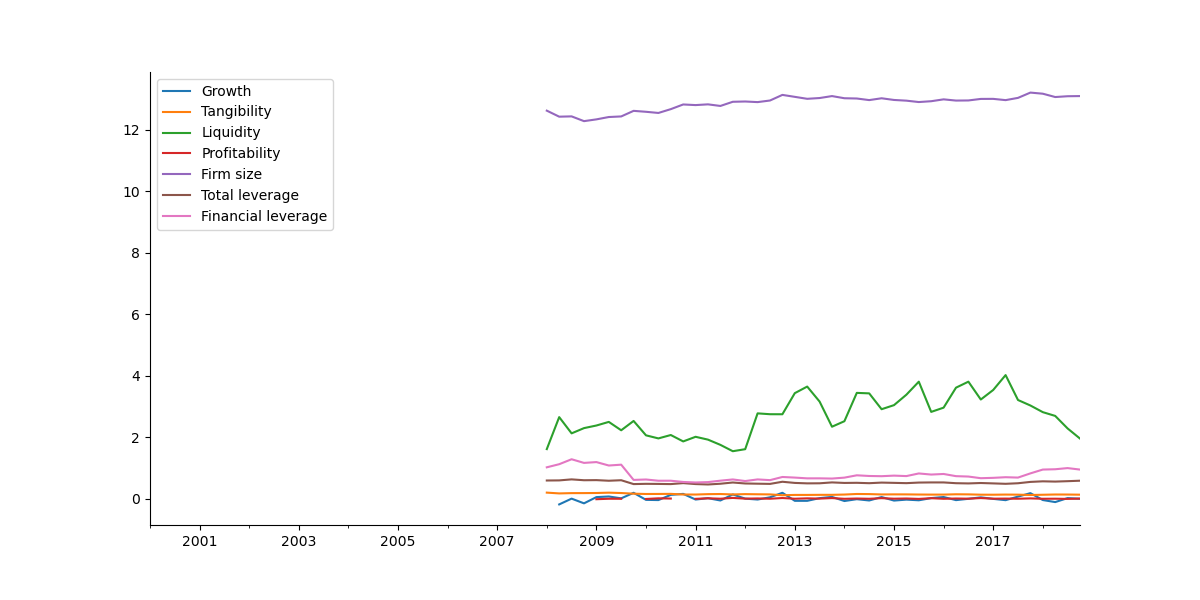 Growth
Tangibility
Liquidity
Profitability
Firm size
Total leverage
Financial leverage
12
10
8
6
4
2
0
2001 2003 2005 2007 2009 2011 2013 2015 2017